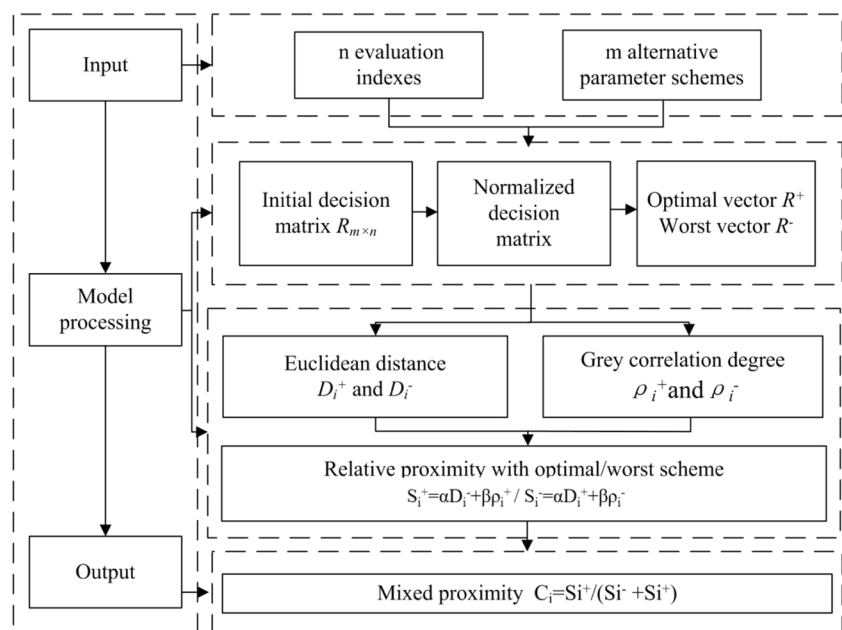 Input
n evaluation
indexes
m alternative
parameter schemes
Initial decision
matrix Rₘₓₙ
Normalized
decision
matrix
Optimal vector R⁺
Worst vector R⁻
Model
processing
Euclidean distance
Dᵢ⁺ and Dᵢ⁻
Grey correlation degree
ρᵢ⁺ and ρᵢ⁻
Relative proximity with optimal/worst scheme
Sᵢ⁺=αDᵢ⁻+βρᵢ⁺ / Sᵢ⁻=αDᵢ⁺+βρᵢ⁻
Output
Mixed proximity Cᵢ=Si⁺/(Si⁻ +Si⁺)